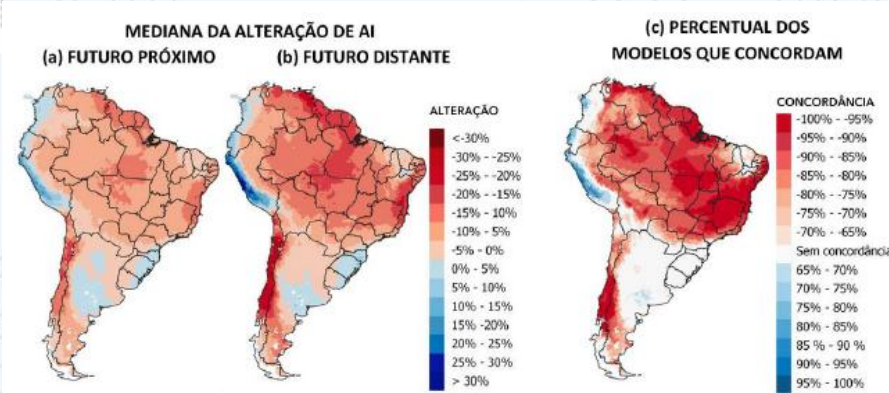 MEDIANA DA ALTERAÇÃO DE AI
(a) FUTURO PRÓXIMO
(b) FUTURO DISTANTE
ALTERAÇÃO
<-30%
-30% --25%
-25% --20%
-20% --15%
-15% - 10%
-10% - 5%
-5% - 0%
0% - 5%
5% - 10%
10% - 15%
15% -20%
20% - 25%
25% - 30%
> 30%
(c) PERCENTUAL DOS
MODELOS QUE CONCORDAM
CONCORDÂNCIA
-100% --95%
-95% --90%
-90% --85%
-85% --80%
-80% --75%
-75% --70%
-70% --65%
Sem concordância
65% - 70%
70% - 75%
75% - 80%
80% - 85%
85 % - 90 %
90% - 95%
95% - 100%